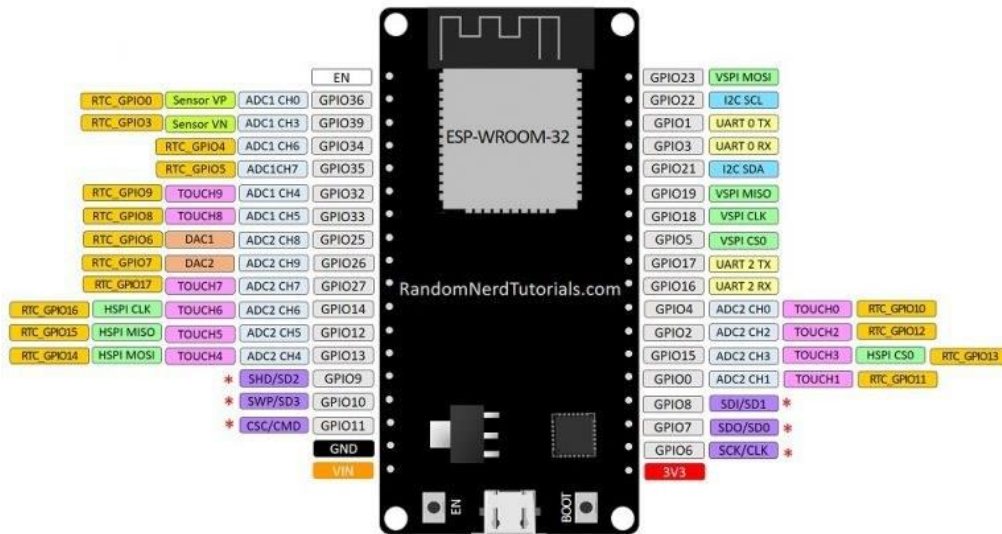 EN GPIO23 VSPI MOSI
RTC_GPIO0 Sensor VP ADC1 CH0 GPIO36 GPIO22 I2C SCL
RTC_GPIO3 Sensor VN ADC1 CH3 GPIO39 ESP-WROOM-32 GPIO1 UART 0 TX
RTC_GPIO4 ADC1 CH6 GPIO34 GPIO3 UART 0 RX
RTC_GPIO5 ADC1CH7 GPIO35 GPIO21 I2C SDA
RTC_GPIO9 TOUCH9 ADC1 CH4 GPIO32 GPIO19 VSPI MISO
RTC_GPIO8 TOUCH8 ADC1 CH5 GPIO33 GPIO18 VSPI CLK
RTC_GPIO6 DAC1 ADC2 CH8 GPIO25 GPIO5 VSPI CS0
RTC_GPIO7 DAC2 ADC2 CH9 GPIO26 GPIO17 UART 2 TX
RTC_GPIO17 TOUCH7 ADC2 CH7 GPIO27 RandomNerdTutorials.com GPIO16 UART 2 RX
RTC_GPIO16 HSPI CLK TOUCH6 ADC2 CH6 GPIO14 GPIO4 ADC2 CH0 TOUCH0 RTC_GPIO10
RTC_GPIO15 HSPI MISO TOUCH5 ADC2 CH5 GPIO12 GPIO2 ADC2 CH2 TOUCH2 RTC_GPIO12
RTC_GPIO14 HSPI MOSI TOUCH4 ADC2 CH4 GPIO13 GPIO15 ADC2 CH3 TOUCH3 HSPI CS0 RTC_GPIO13
* SHD/SD2 GPIO9 GPIO0 ADC2 CH1 TOUCH1 RTC_GPIO11
* SWP/SD3 GPIO10 GPIO8 SDI/SD1 *
* CSC/CMD GPIO11 GPIO7 SDO/SD0 *
GND GPIO6 SCK/CLK *
VIN 3V3
EN BOOT